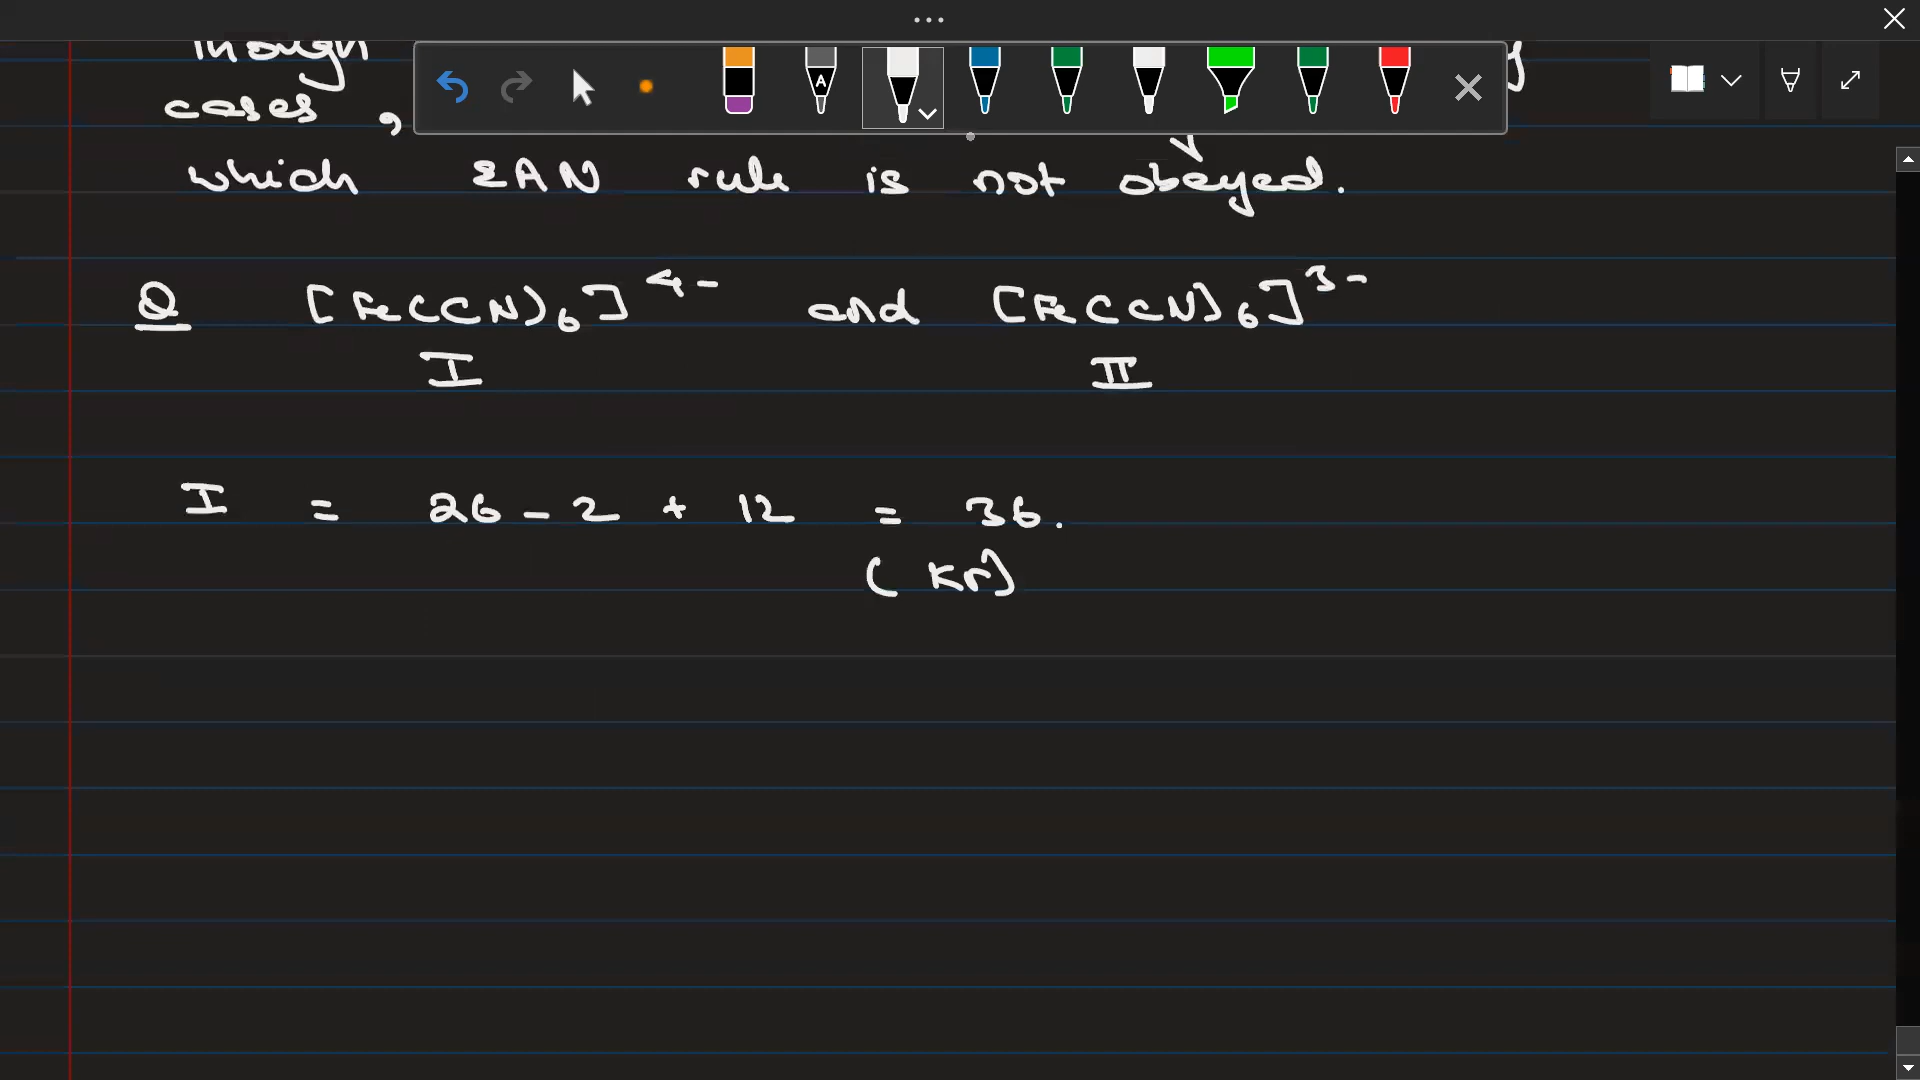 though
cases ,
which EAN rule is not obeyed.
Q [Fe(CN)6]4- and [Fe(CN)6]3-
I II
I = 26 - 2 + 12 = 36.
(Kr)